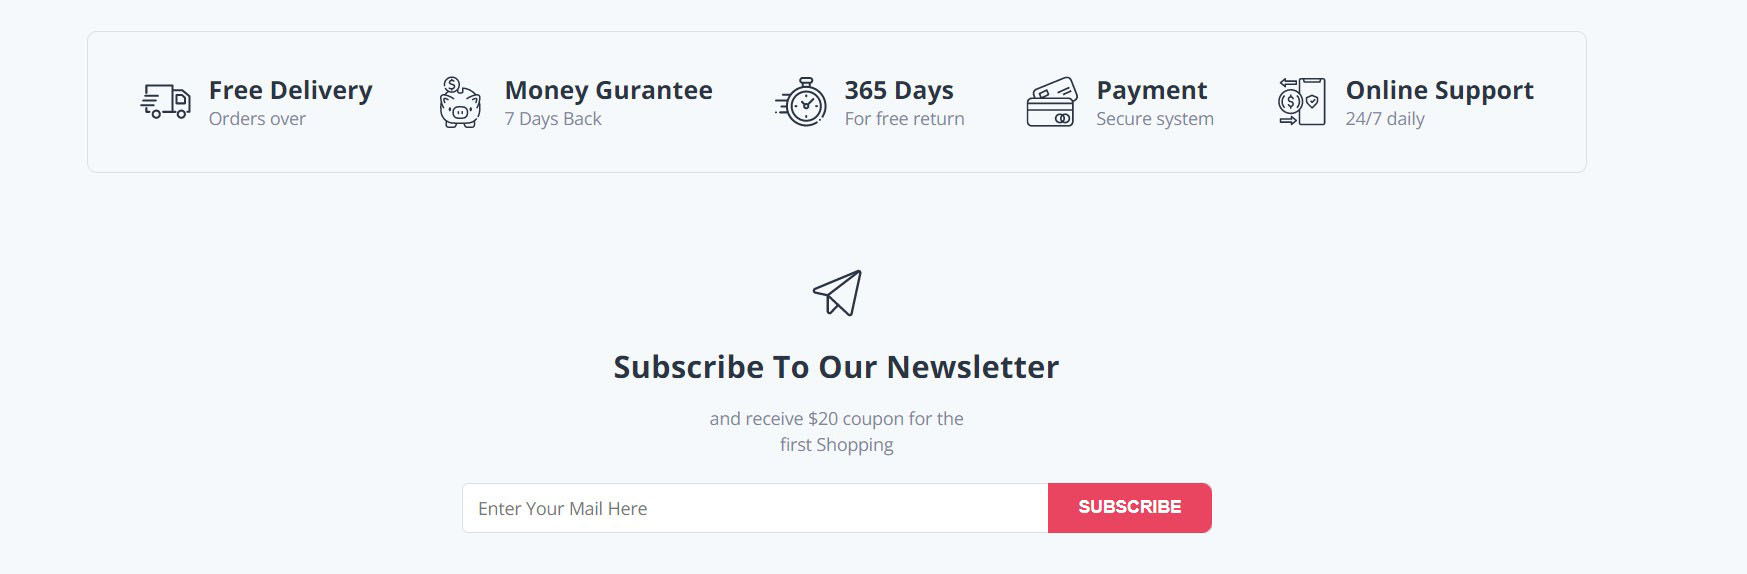 Free Delivery
Orders over
Money Gurantee
7 Days Back
365 Days
For free return
Payment
Secure system
Online Support
24/7 daily
Subscribe To Our Newsletter
and receive $20 coupon for the
first Shopping
Enter Your Mail Here
SUBSCRIBE